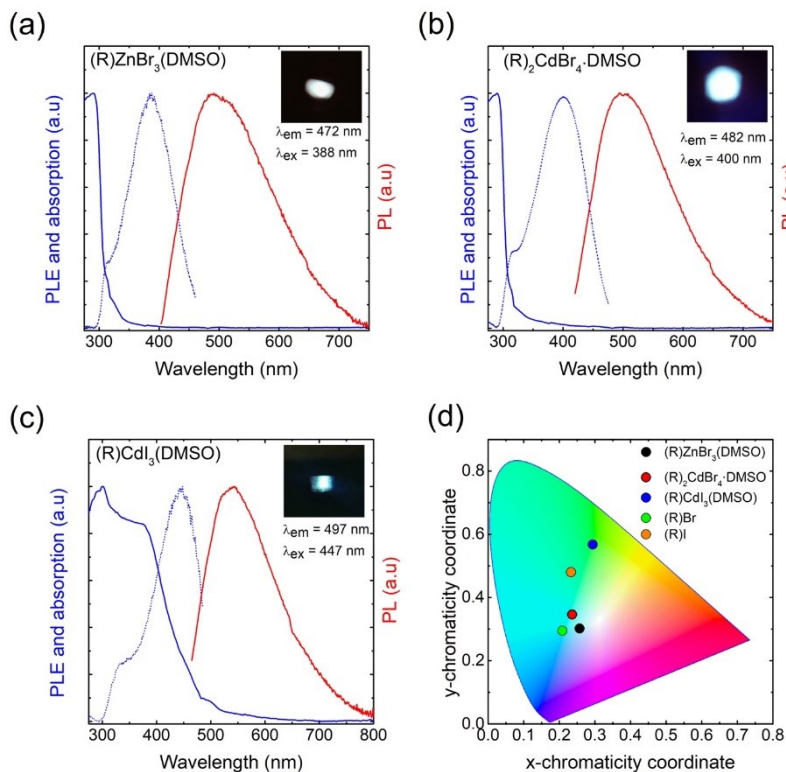 (a)
(R)ZnBr₃(DMSO)
λem = 472 nm
λex = 388 nm
PLE and absorption (a.u)
PL (a.u)
300 400 500 600 700
Wavelength (nm)
(b)
(R)₂CdBr₄·DMSO
λem = 482 nm
λex = 400 nm
PLE and absorption (a.u)
PL (a.u)
300 400 500 600 700
Wavelength (nm)
(c)
(R)CdI₃(DMSO)
λem = 497 nm
λex = 447 nm
PLE and absorption (a.u)
PL (a.u)
300 400 500 600 700 800
Wavelength (nm)
(d)
(R)ZnBr₃(DMSO)
(R)₂CdBr₄·DMSO
(R)CdI₃(DMSO)
(R)Br
(R)I
y-chromaticity coordinate
0.8
0.6
0.4
0.2
0.0
0.0 0.1 0.2 0.3 0.4 0.5 0.6 0.7 0.8
x-chromaticity coordinate